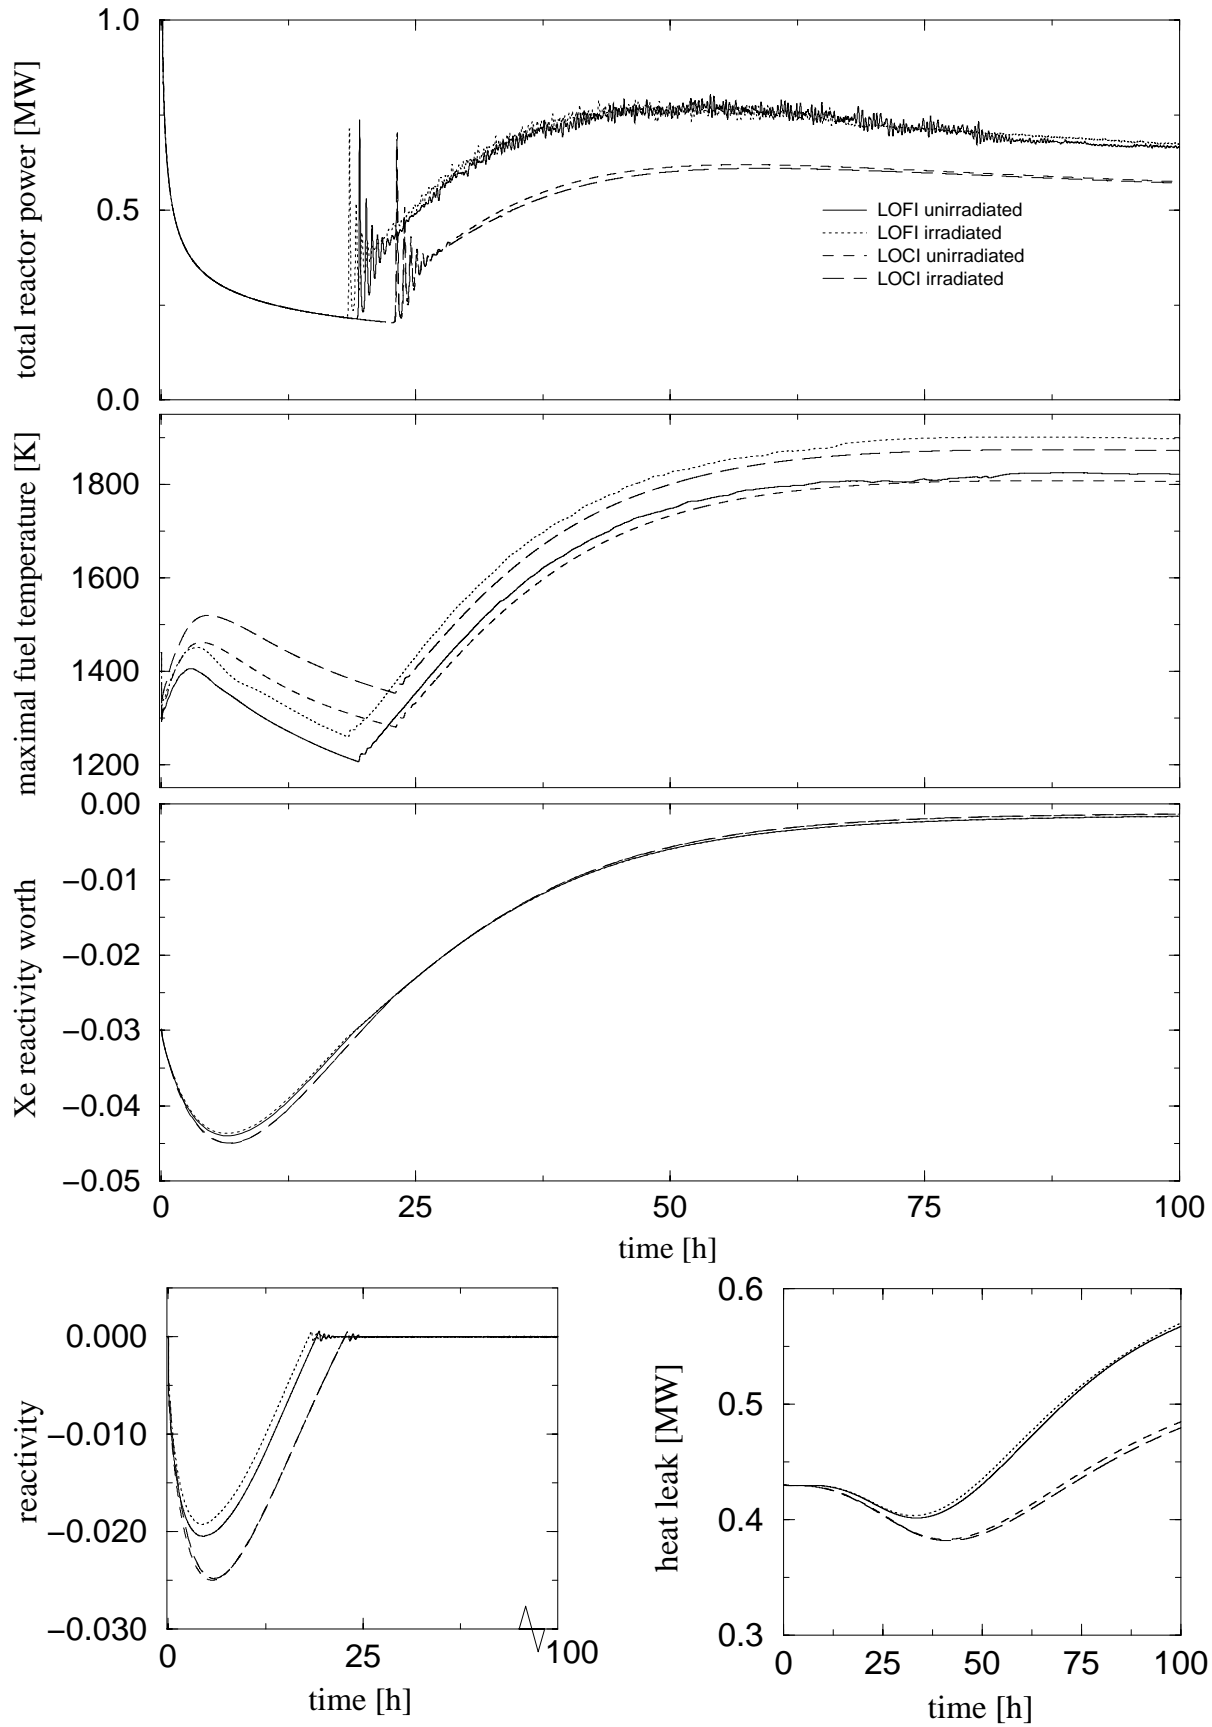 1.0
0.5
0.0
total reactor power [MW]
LOFI unirradiated
LOFI irradiated
LOCI unirradiated
LOCI irradiated
1800
1600
1400
1200
maximal fuel temperature [K]
0.00
−0.01
−0.02
−0.03
−0.04
−0.05
Xe reactivity worth
0 25 50 75 100
time [h]
0.000
−0.010
−0.020
−0.030
reactivity
0 25 100
time [h]
0.6
0.5
0.4
0.3
heat leak [MW]
0 25 50 75 100
time [h]